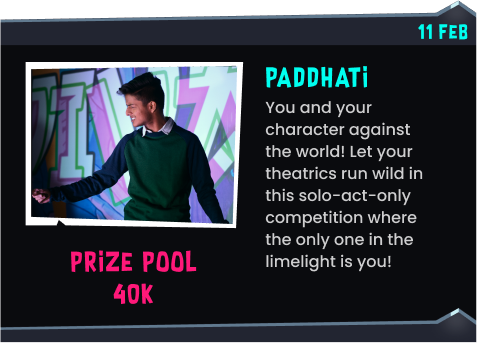 11 FEB
PADDHATi
You and your
character against
the world! Let your
theatrics run wild in
this solo-act-only
competition where
the only one in the
limelight is you!
PRiZE POOL
40K